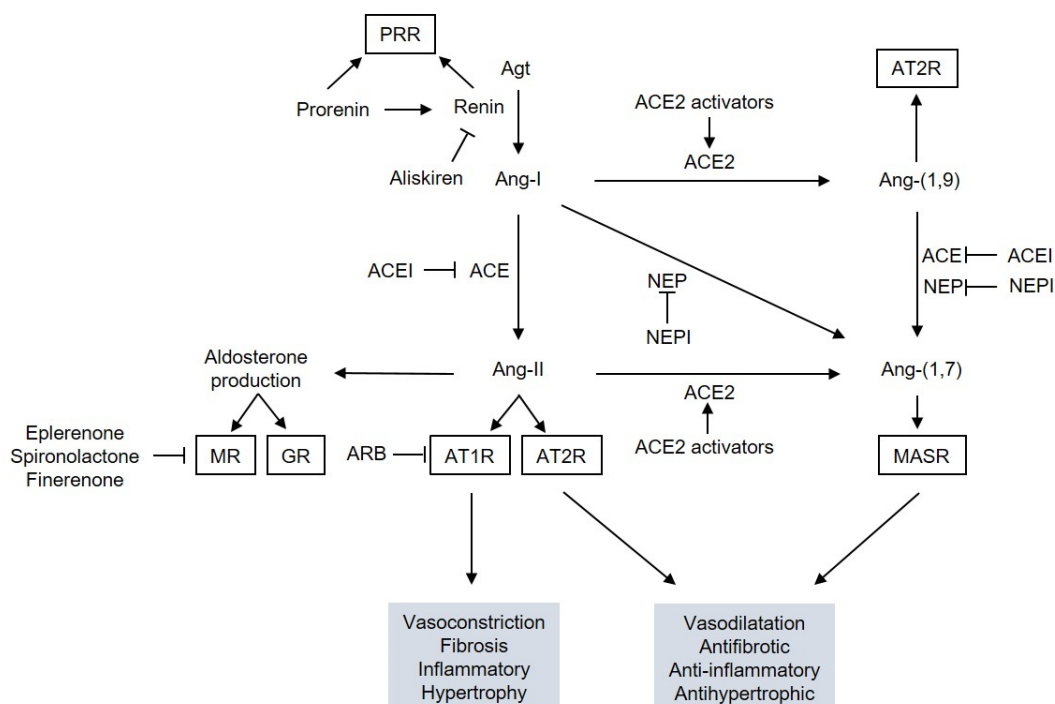 PRR
Agt
AT2R
Prorenin
Renin
ACE2 activators
ACE2
Aliskiren
Ang-I
Ang-(1,9)
ACEI
ACE
ACE
ACEI
NEP
NEP
NEPI
NEPI
Aldosterone
production
Ang-II
Ang-(1,7)
ACE2
Eplerenone
Spironolactone
Finerenone
MR
GR
ARB
AT1R
AT2R
ACE2 activators
MASR
Vasoconstriction
Fibrosis
Inflammatory
Hypertrophy
Vasodilatation
Antifibrotic
Anti-inflammatory
Antihypertrophic